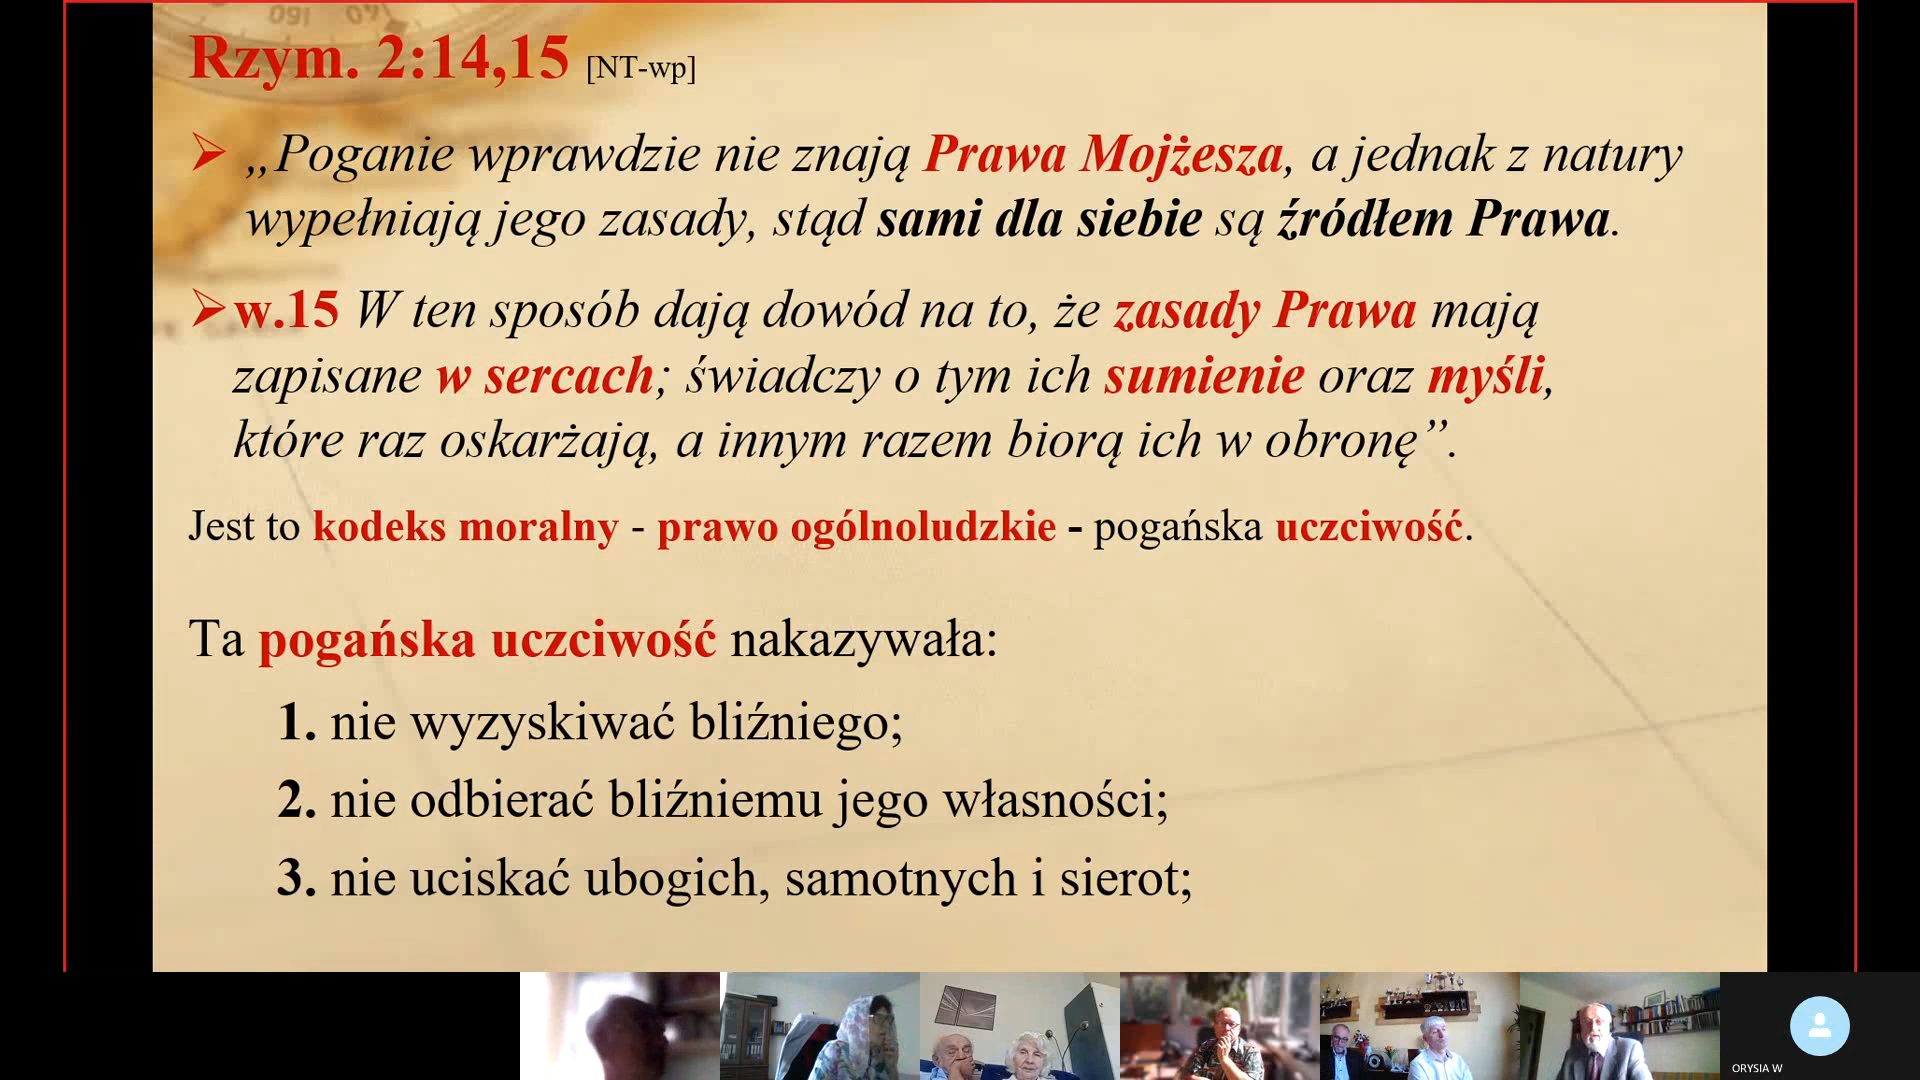 Rzym. 2:14,15 [NT-wp]
➢ „Poganie wprawdzie nie znają Prawa Mojżesza, a jednak z natury
wypełniają jego zasady, stąd sami dla siebie są źródłem Prawa.
➢ w.15 W ten sposób dają dowód na to, że zasady Prawa mają
zapisane w sercach; świadczy o tym ich sumienie oraz myśli,
które raz oskarżają, a innym razem biorą ich w obronę”.
Jest to kodeks moralny - prawo ogólnoludzkie - pogańska uczciwość.
Ta pogańska uczciwość nakazywała:
1. nie wyzyskiwać bliźniego;
2. nie odbierać bliźniemu jego własności;
3. nie uciskać ubogich, samotnych i sierot;
ORYSIA W